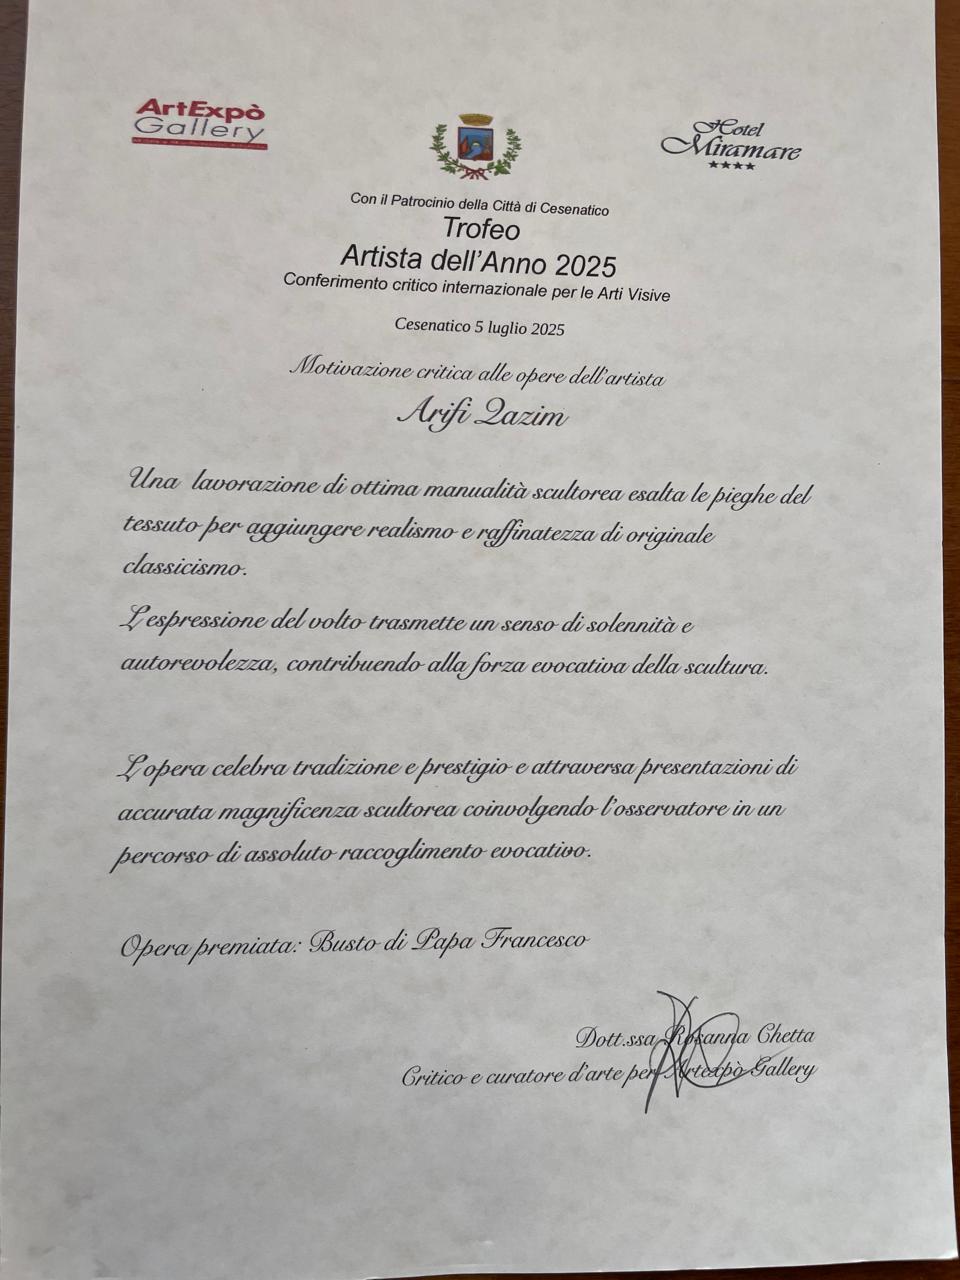 ArtExpò
Gallery
Hotel
Miramare
★★★★
Con il Patrocinio della Città di Cesenatico
Trofeo
Artista dell'Anno 2025
Conferimento critico internazionale per le Arti Visive
Cesenatico 5 luglio 2025
Motivazione critica alle opere dell'artista
Arifi Qazim
Una lavorazione di ottima manualità scultorea esalta le pieghe del
tessuto per aggiungere realismo e raffinatezza di originale
classicismo.
L'espressione del volto trasmette un senso di solennità e
autorevolezza, contribuendo alla forza evocativa della scultura.
L'opera celebra tradizione e prestigio e attraversa presentazioni di
accurata magnificenza scultorea coinvolgendo l'osservatore in un
percorso di assoluto raccoglimento evocativo.
Opera premiata: Busto di Papa Francesco
Dott.ssa Rosanna Chetta
Critico e curatore d'arte per Artexpò Gallery